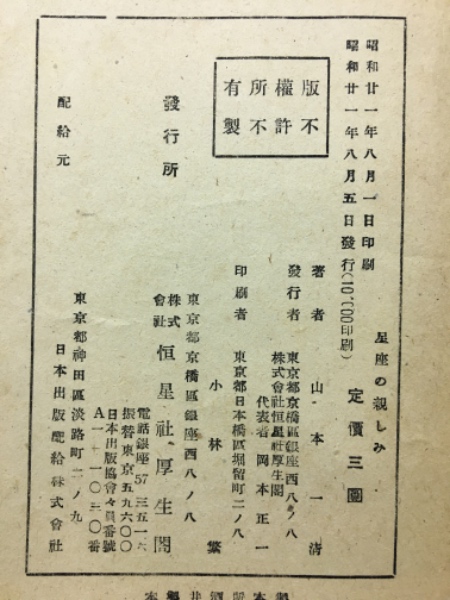 星座の親しみ
昭和廿一年八月一日印刷
昭和廿一年八月五日發行(10,000印刷)
定價三圓
版權所有
不許不製
著者 山本一清
發行者 東京都京橋區銀座西八ノ八
株式會社恒星社厚生閣
代表者 岡本正一
印刷者 東京都日本橋區堀留町二ノ八
小林繁
發行所
東京都京橋區銀座西八ノ八
株式會社 恒星社厚生閣
電話銀座57三五一六
振替東京五九六〇〇
日本出版協會々員番號
A一一一〇三〇番
配給元
東京都神田區淡路町二ノ九
日本出版配給株式會社